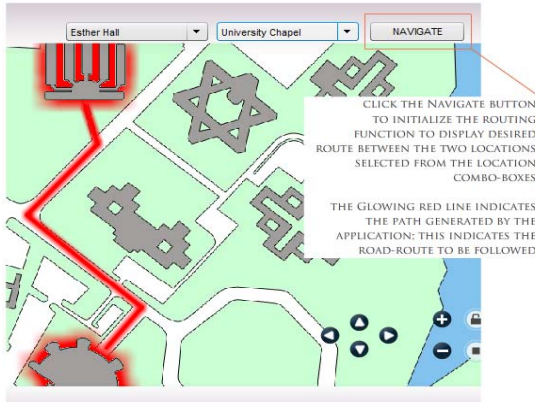 Esther Hall
University Chapel
NAVIGATE
CLICK THE NAVIGATE BUTTON
TO INITIALIZE THE ROUTING
FUNCTION TO DISPLAY DESIRED
ROUTE BETWEEN THE TWO LOCATIONS
SELECTED FROM THE LOCATION
COMBO-BOXES
THE GLOWING RED LINE INDICATES
THE PATH GENERATED BY THE
APPLICATION; THIS INDICATES THE
ROAD-ROUTE TO BE FOLLOWED